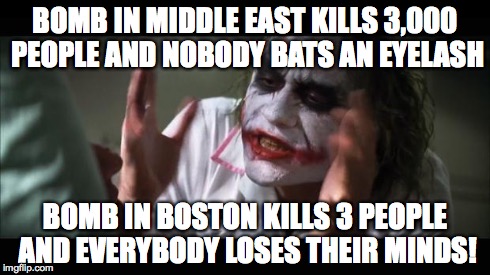 BOMB IN MIDDLE EAST KILLS 3,000
PEOPLE AND NOBODY BATS AN EYELASH
BOMB IN BOSTON KILLS 3 PEOPLE
AND EVERYBODY LOSES THEIR MINDS!
imgflip.com